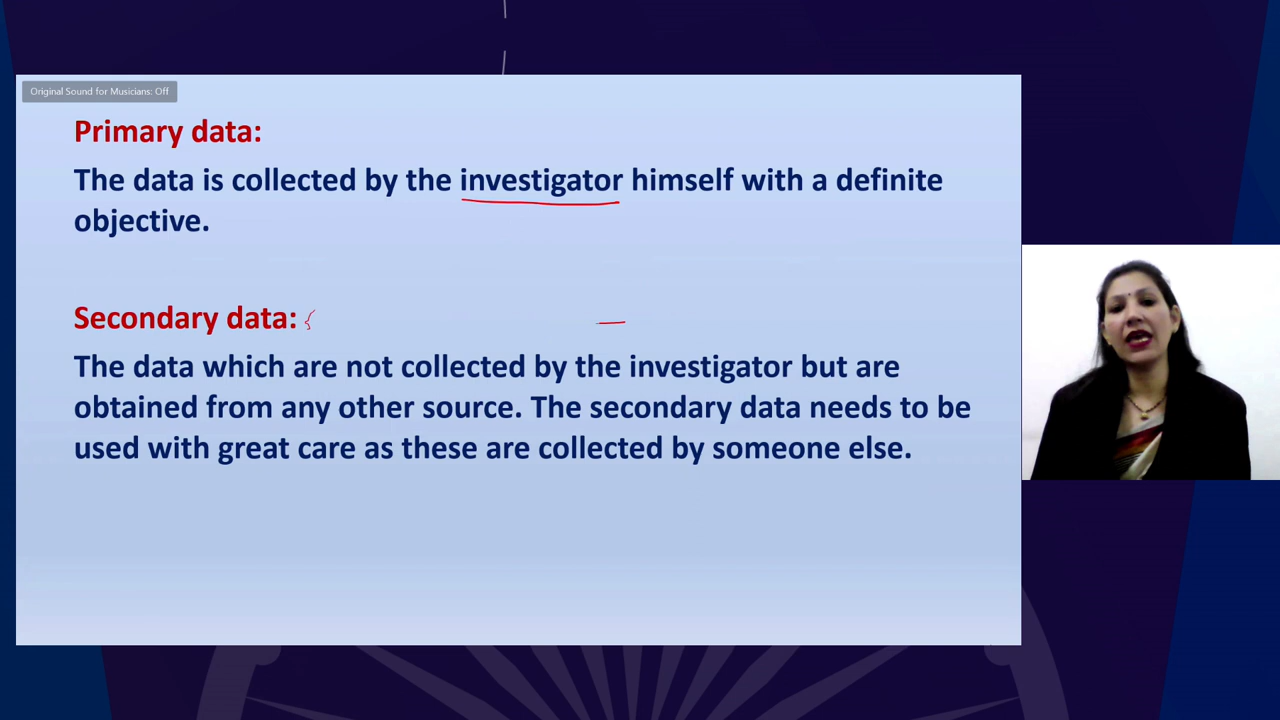 Original Sound for Musicians: Off
Primary data:
The data is collected by the investigator himself with a definite
objective.
Secondary data:
The data which are not collected by the investigator but are
obtained from any other source. The secondary data needs to be
used with great care as these are collected by someone else.